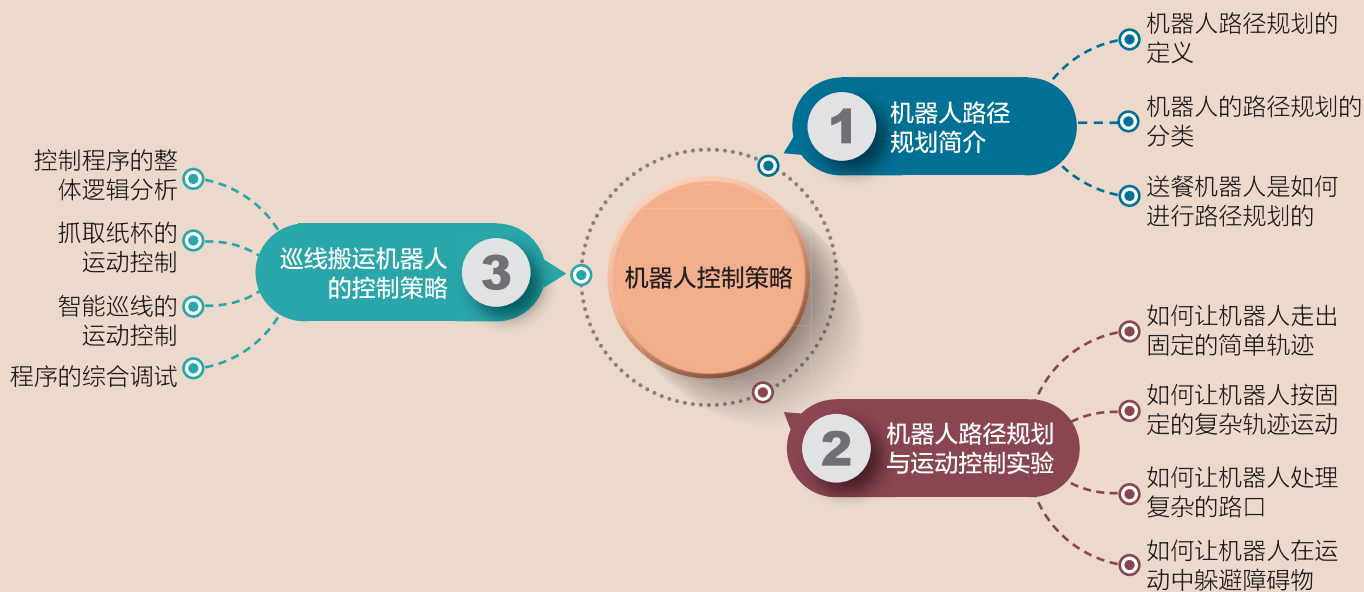 机器人控制策略
1
机器人路径
规划简介
机器人路径规划的
定义
机器人的路径规划的
分类
送餐机器人是如何
进行路径规划的
2
机器人路径规划
与运动控制实验
如何让机器人走出
固定的简单轨迹
如何让机器人按固
定的复杂轨迹运动
如何让机器人处理
复杂的路口
如何让机器人在运
动中躲避障碍物
3
巡线搬运机器人
的控制策略
控制程序的整
体逻辑分析
抓取纸杯的
运动控制
智能巡线的
运动控制
程序的综合调试